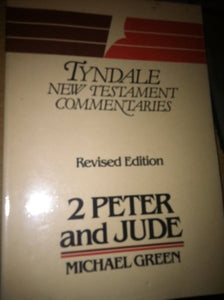 TYNDALE
NEW TESTAMENT
COMMENTARIES
Revised Edition
2 PETER
and JUDE
MICHAEL GREEN